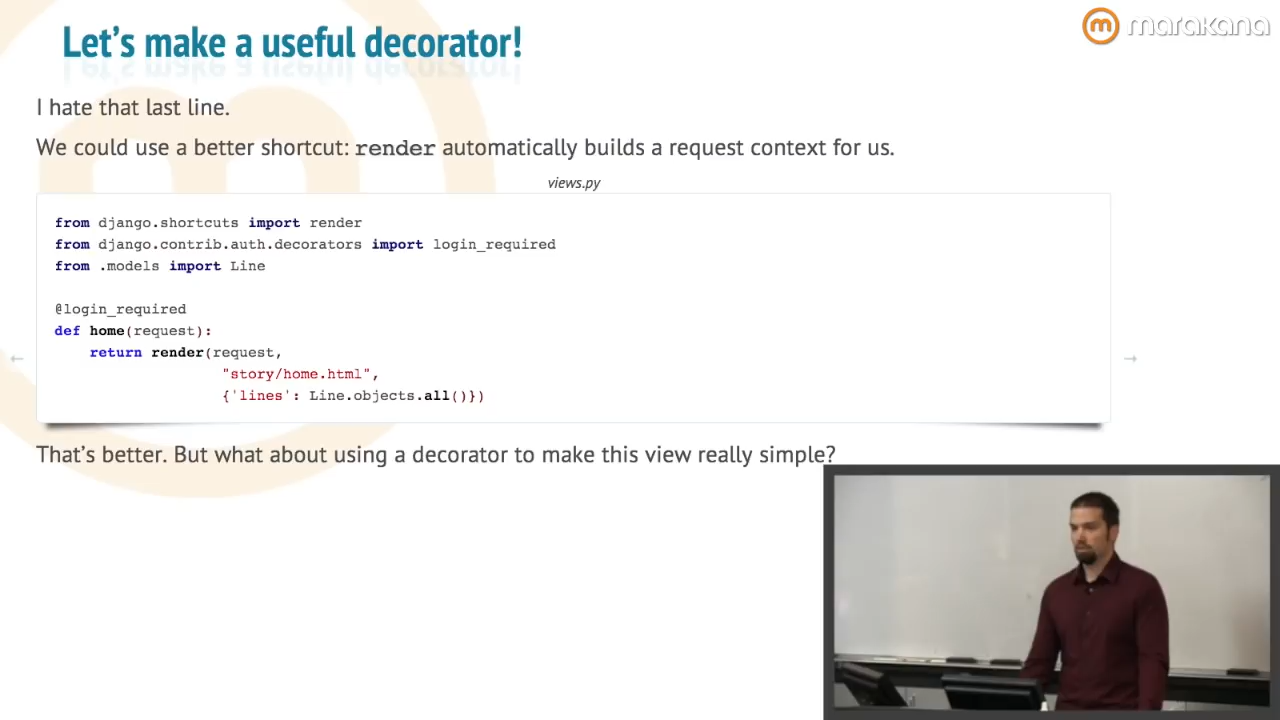 Let's make a useful decorator!
marakana
I hate that last line.
We could use a better shortcut: render automatically builds a request context for us.
views.py
from django.shortcuts import render
from django.contrib.auth.decorators import login_required
from .models import Line
@login_required
def home(request):
    return render(request,
                   "story/home.html",
                   {'lines': Line.objects.all()})
← →
That's better. But what about using a decorator to make this view really simple?